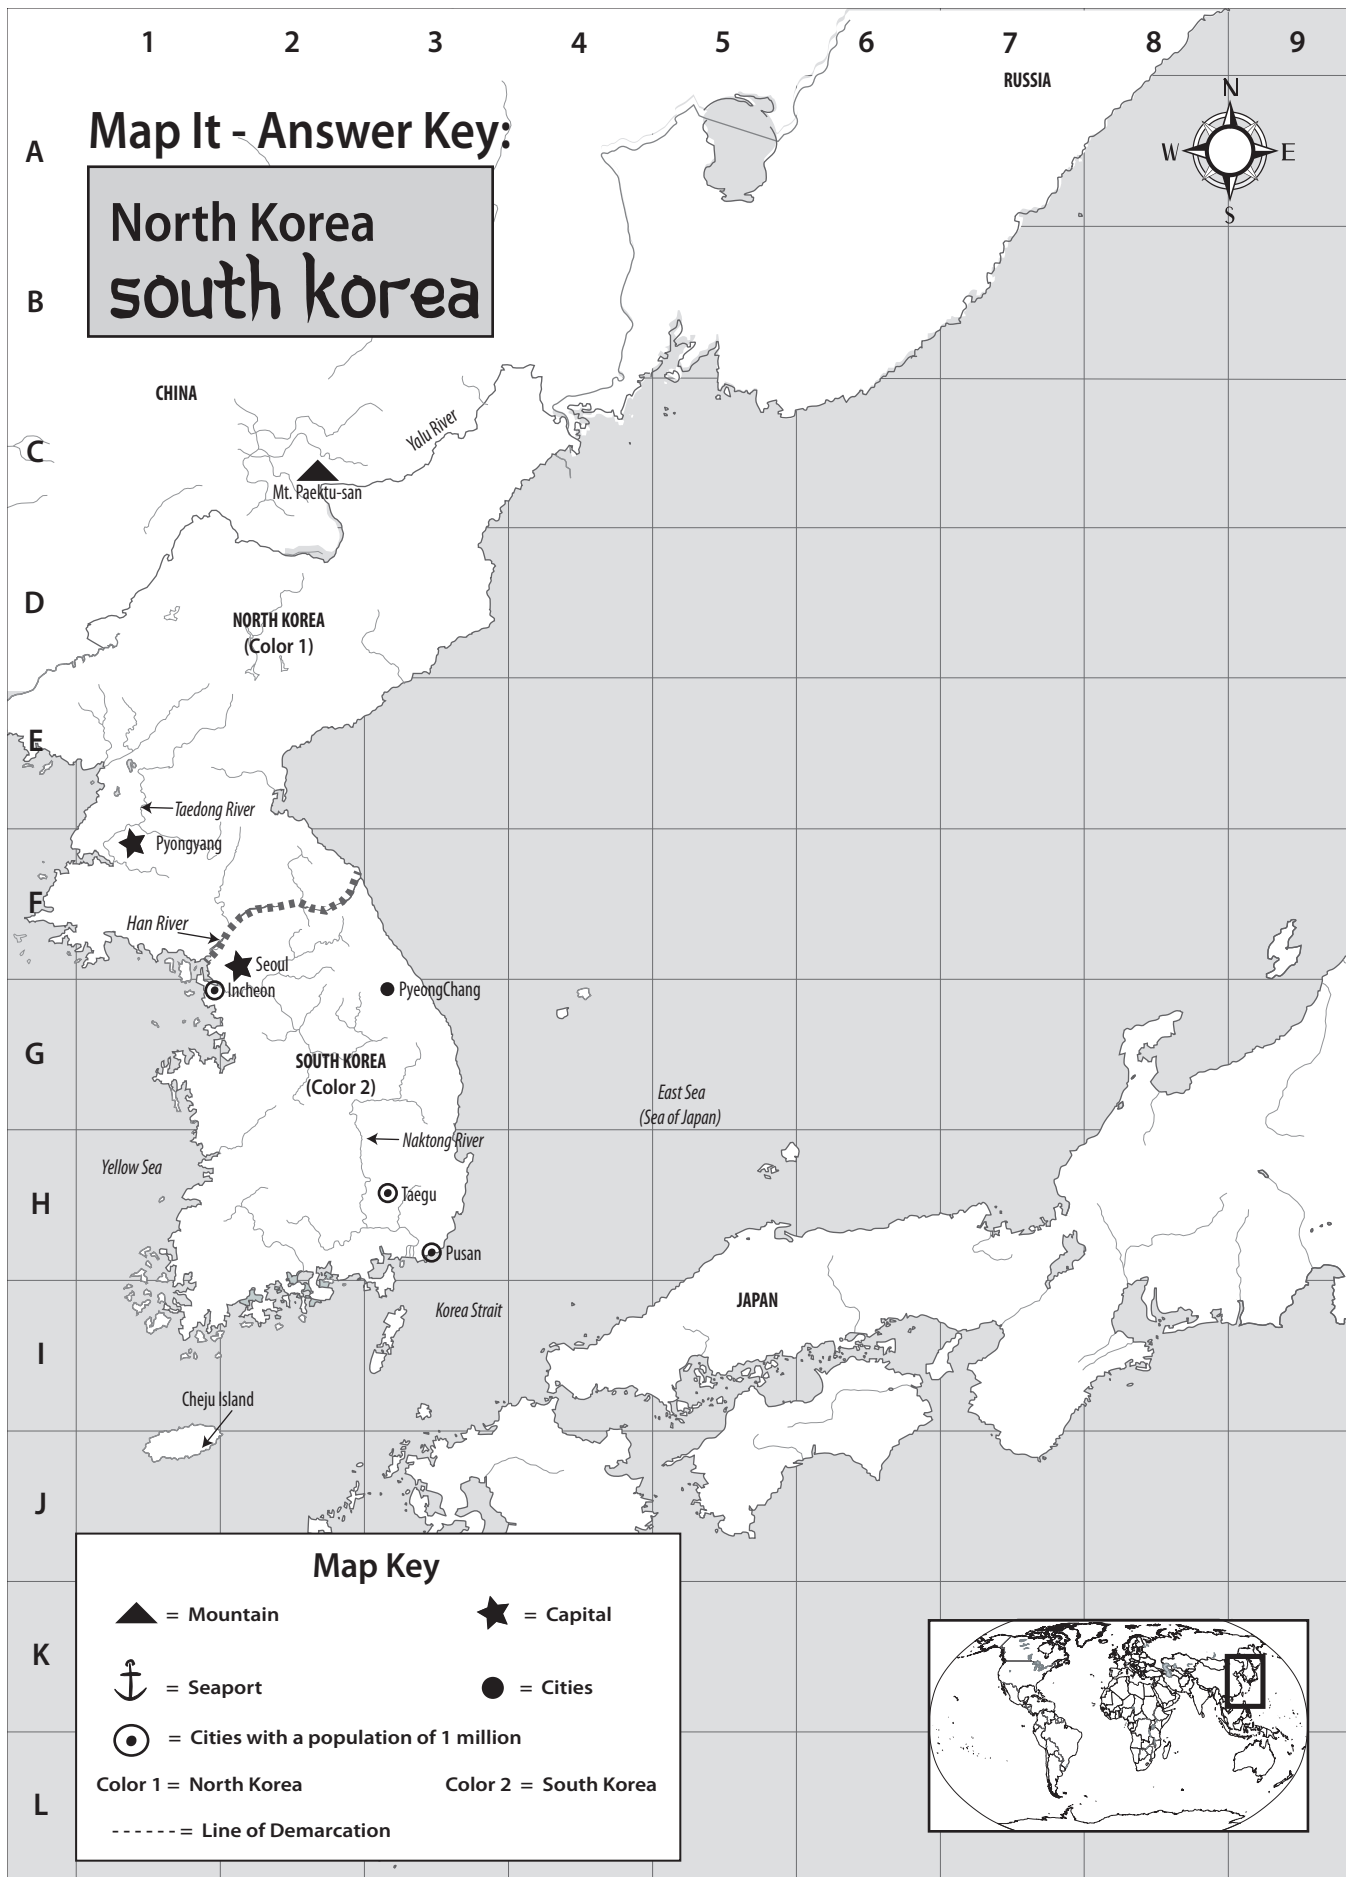 1 2 3 4 5 6 7 8 9
RUSSIA
N
W E
S
Map It - Answer Key:
A
North Korea
south korea
B
CHINA
Yalu River
C
Mt. Paektu-san
D
NORTH KOREA
(Color 1)
E
Taedong River
Pyongyang
F
Han River
Seoul
Incheon
PyeongChang
G
SOUTH KOREA
(Color 2)
East Sea
(Sea of Japan)
Naktong River
Yellow Sea
H
Taegu
Pusan
JAPAN
Korea Strait
I
Cheju Island
J
Map Key
= Mountain
= Capital
K
= Seaport
= Cities
= Cities with a population of 1 million
Color 1 = North Korea
Color 2 = South Korea
L
------ = Line of Demarcation